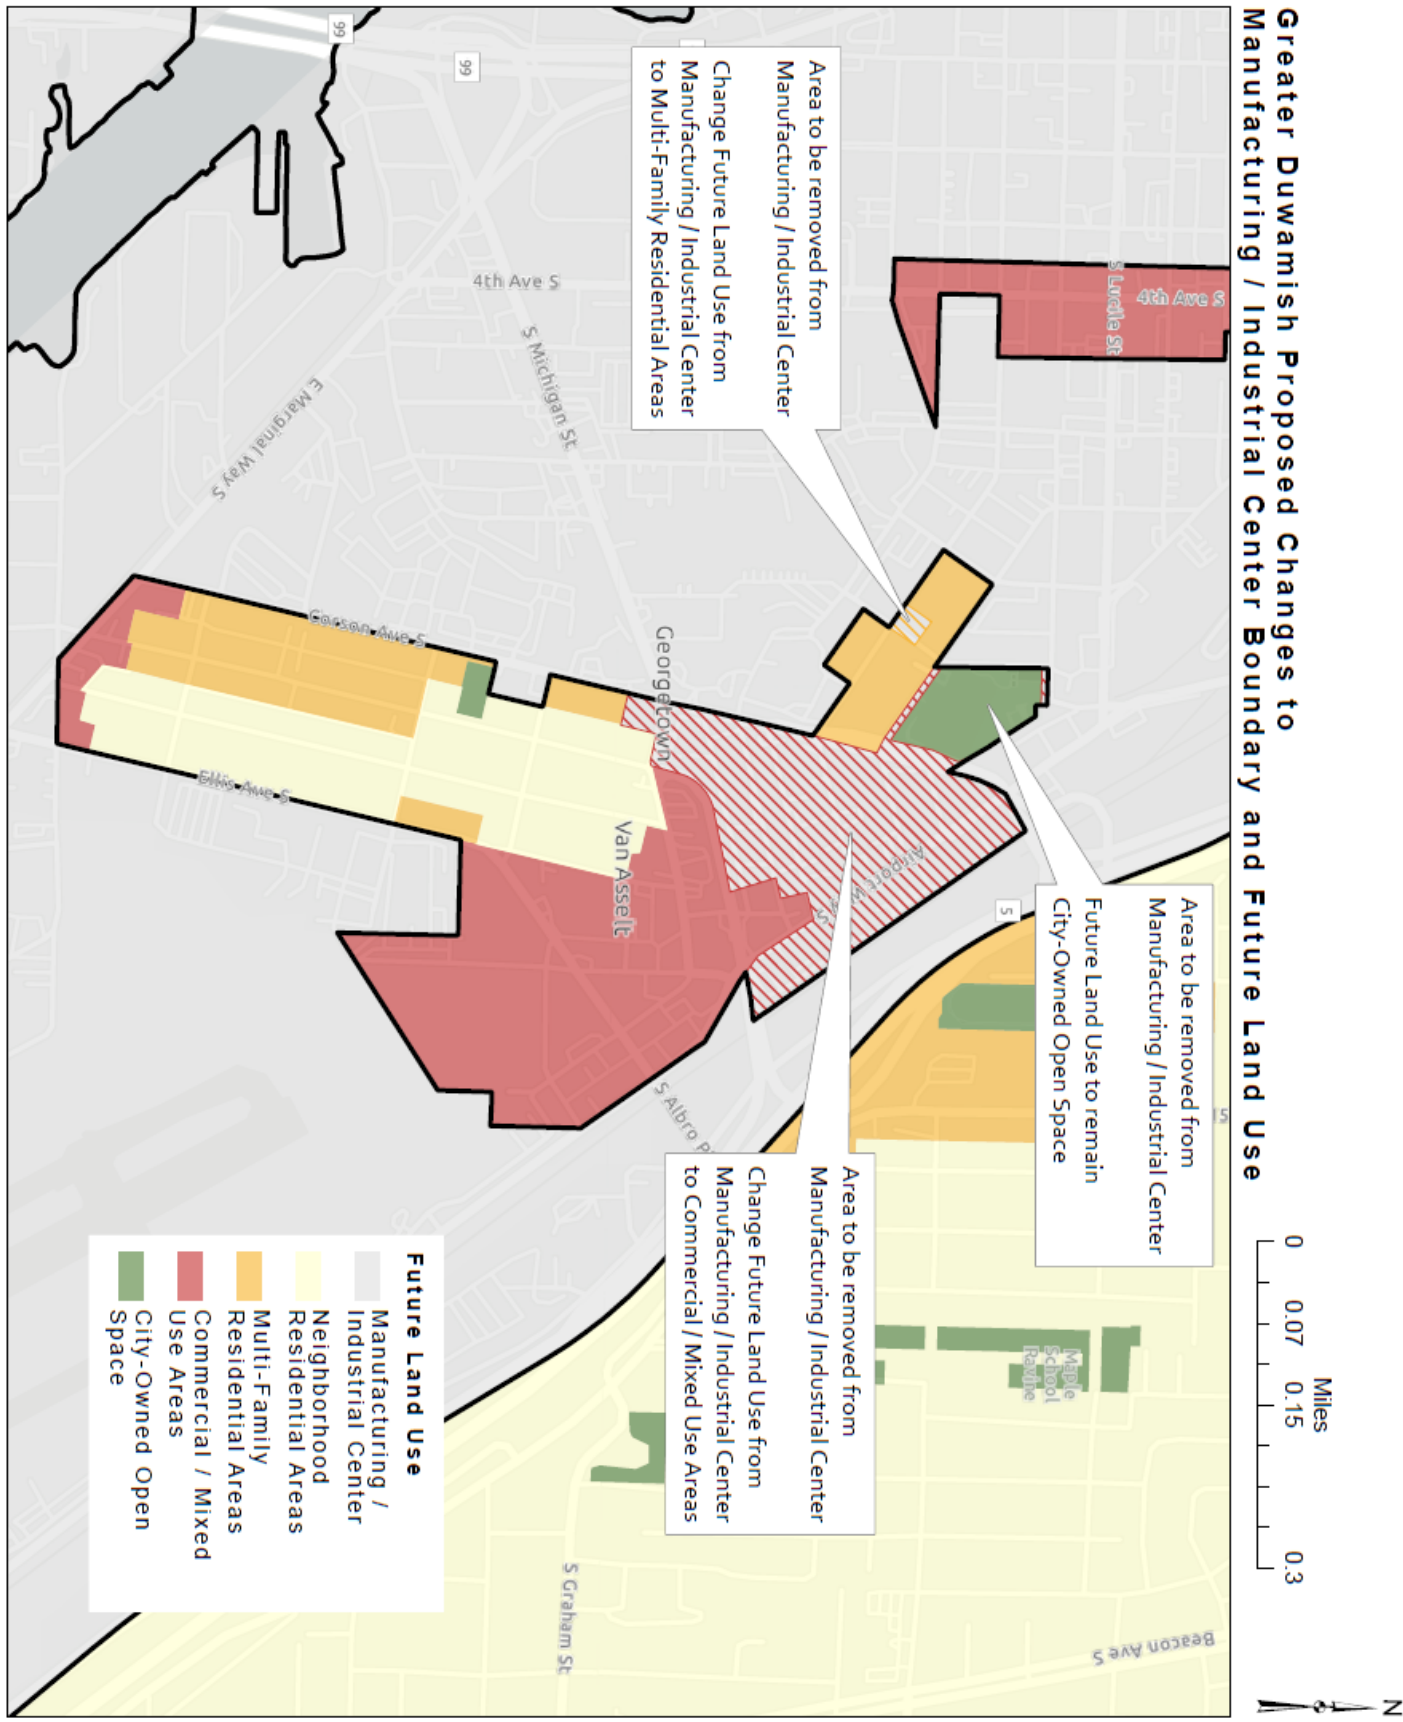 Greater Duwamish Proposed Changes to
Manufacturing / Industrial Center Boundary and Future Land Use
Miles
0 0.07 0.15 0.3
N
Area to be removed from
Manufacturing / Industrial Center
Future Land Use to remain
City-Owned Open Space
Area to be removed from
Manufacturing / Industrial Center
Change Future Land Use from
Manufacturing / Industrial Center
to Multi-Family Residential Areas
Area to be removed from
Manufacturing / Industrial Center
Change Future Land Use from
Manufacturing / Industrial Center
to Commercial / Mixed Use Areas
4th Ave S
S Lucile St
15
Beacon Ave S
Maple
School
Ravine
5
Airport Way S
Georgetown
Van Asselt
S Albro Pl
S Graham St
4th Ave S
S Michigan St
99
99
E Marginal Way S
Corson Ave S
Ellis Ave S
Future Land Use
Manufacturing /
Industrial Center
Neighborhood
Residential Areas
Multi-Family
Residential Areas
Commercial / Mixed
Use Areas
City-Owned Open
Space